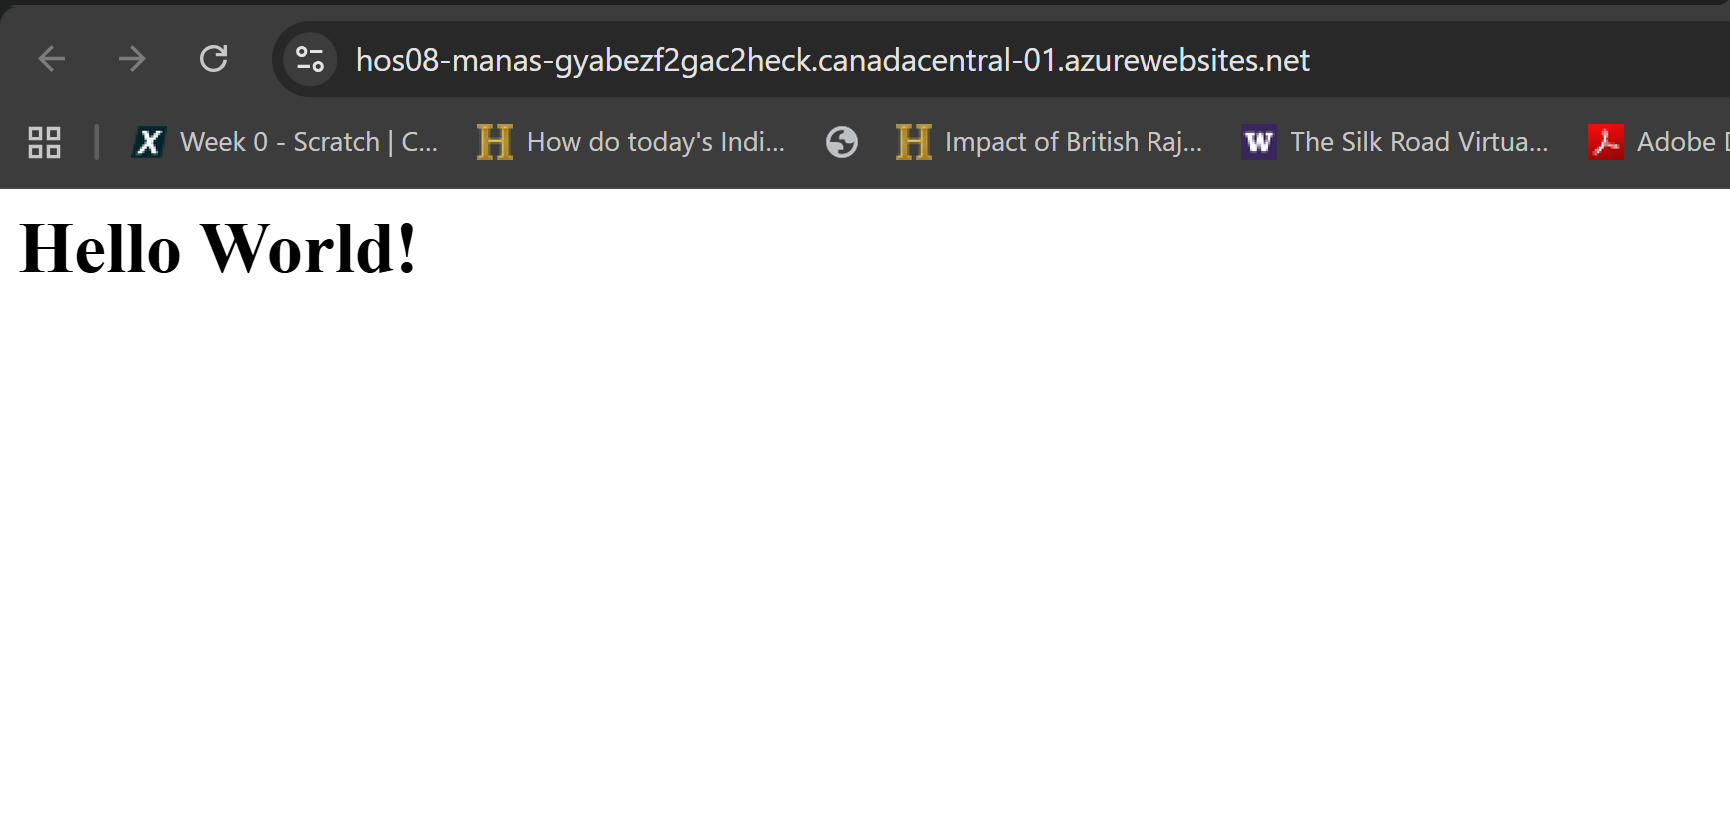 hos08-manas-gyabezf2gac2heck.canadacentral-01.azurewebsites.net
Week 0 - Scratch | C... How do today's Indi... Impact of British Raj... The Silk Road Virtua... Adobe
Hello World!